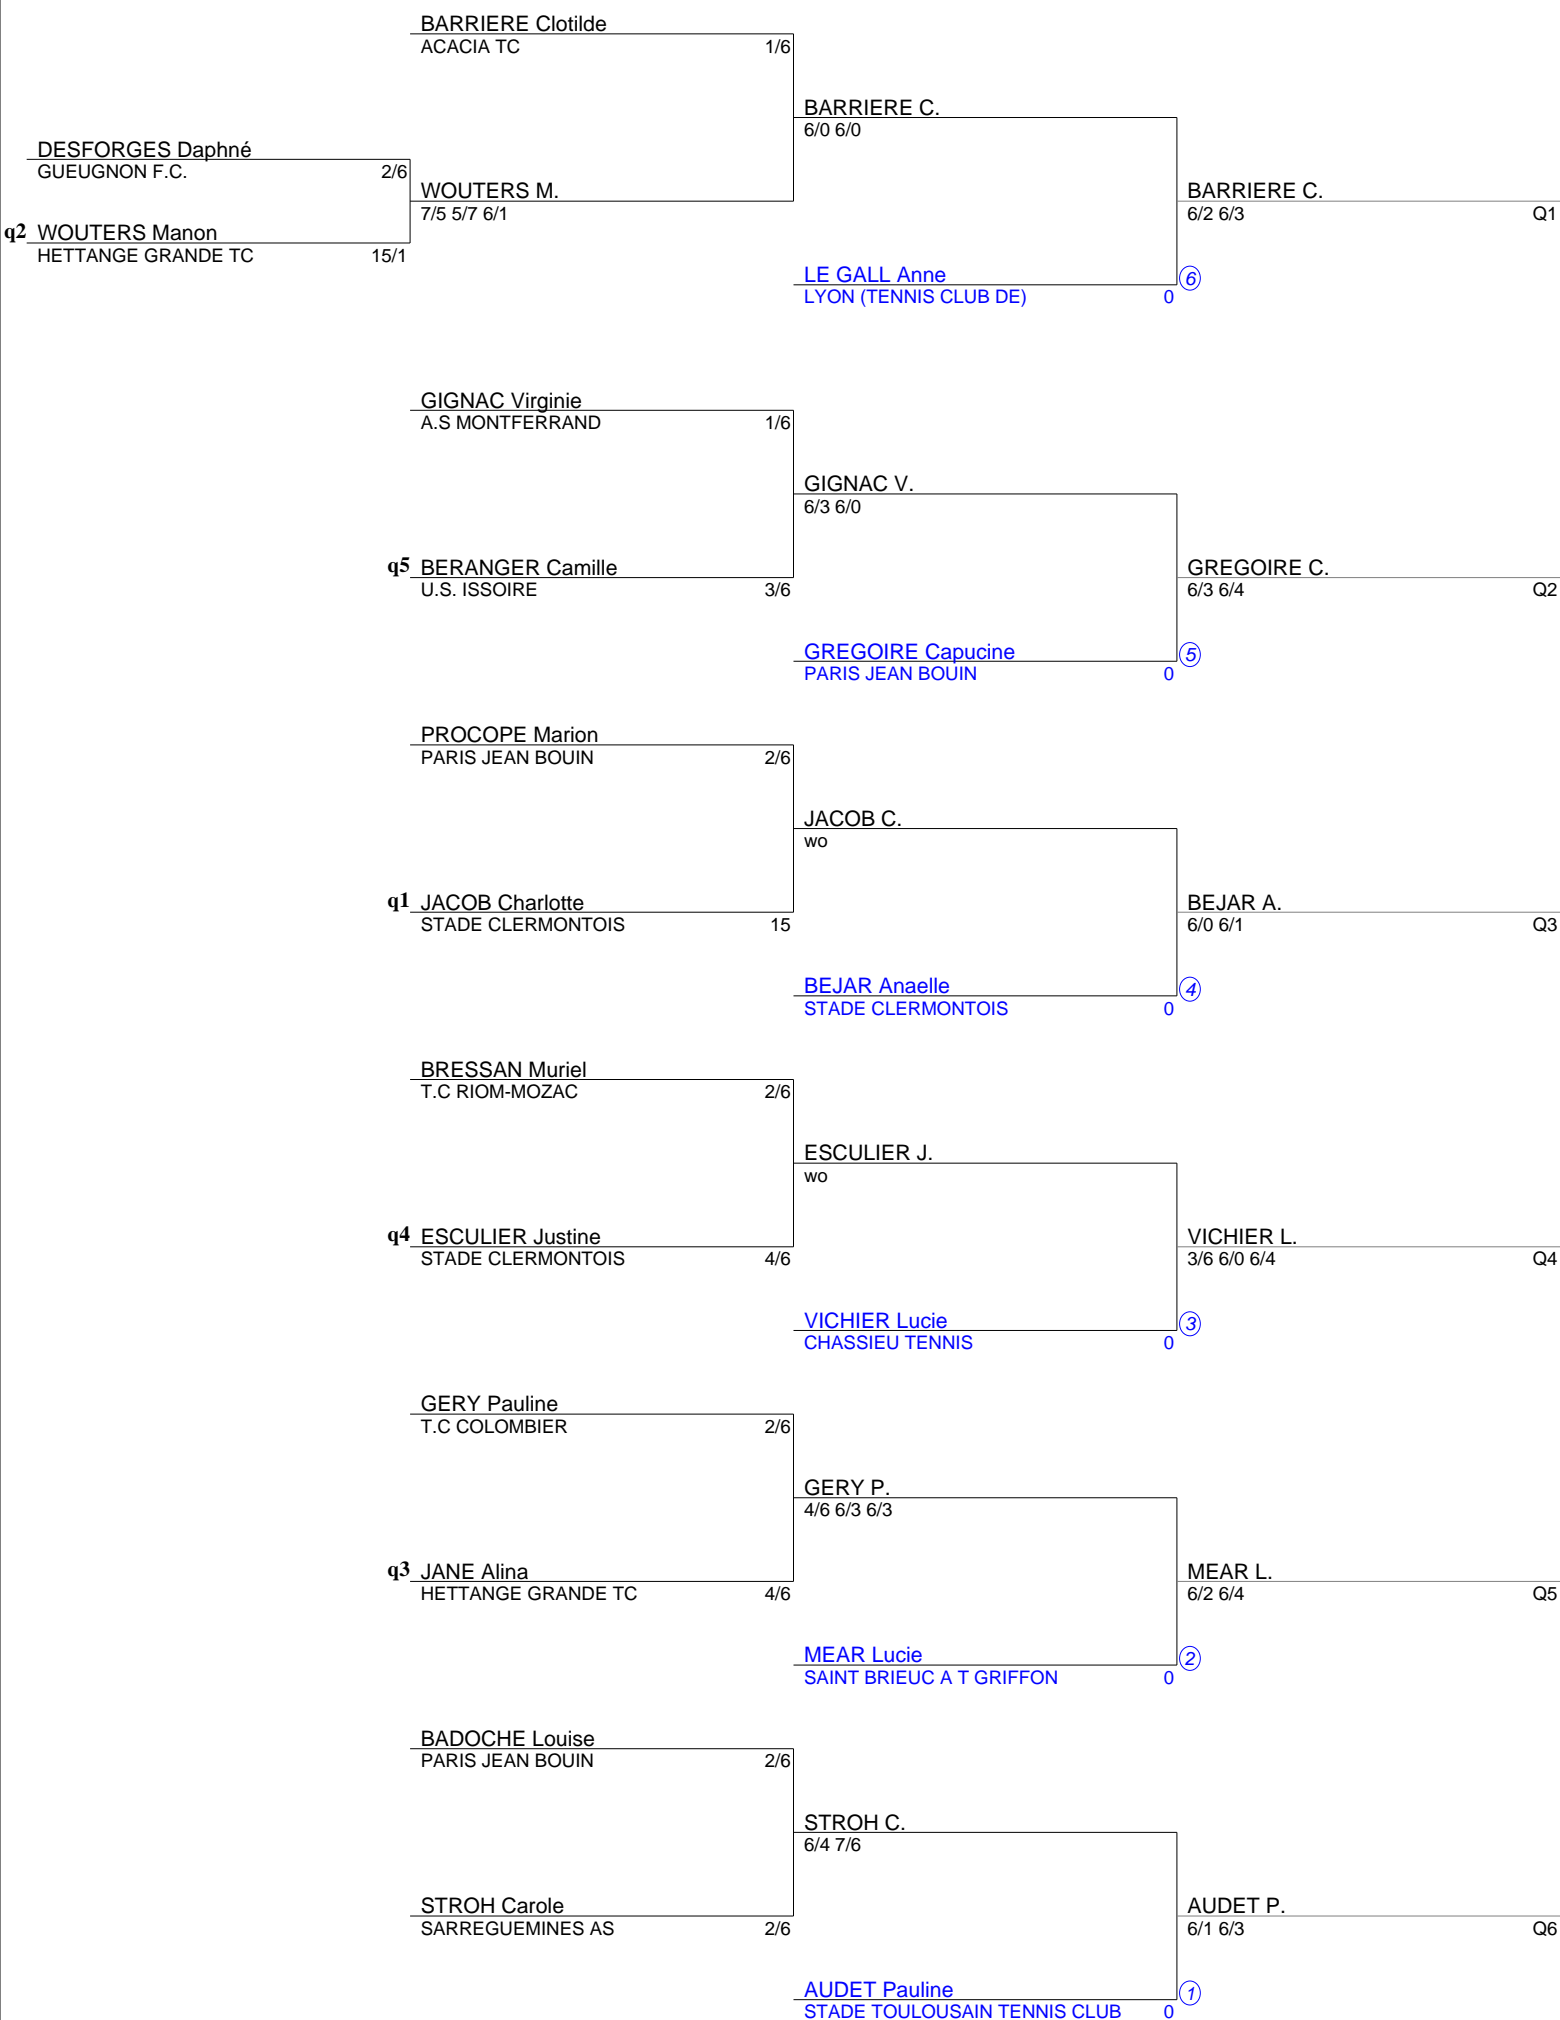 BARRIERE Clotilde
ACACIA TC 1/6
BARRIERE C.
6/0 6/0
DESFORGES Daphné
GUEUGNON F.C. 2/6
WOUTERS M.
7/5 5/7 6/1
BARRIERE C.
6/2 6/3 Q1
q2 WOUTERS Manon
HETTANGE GRANDE TC 15/1
LE GALL Anne 6
LYON (TENNIS CLUB DE) 0
GIGNAC Virginie
A.S MONTFERRAND 1/6
GIGNAC V.
6/3 6/0
q5 BERANGER Camille
U.S. ISSOIRE 3/6
GREGOIRE C.
6/3 6/4 Q2
GREGOIRE Capucine 5
PARIS JEAN BOUIN 0
PROCOPE Marion
PARIS JEAN BOUIN 2/6
JACOB C.
wo
q1 JACOB Charlotte
STADE CLERMONTOIS 15
BEJAR A.
6/0 6/1 Q3
BEJAR Anaelle 4
STADE CLERMONTOIS 0
BRESSAN Muriel
T.C RIOM-MOZAC 2/6
ESCULIER J.
wo
q4 ESCULIER Justine
STADE CLERMONTOIS 4/6
VICHIER L.
3/6 6/0 6/4 Q4
VICHIER Lucie 3
CHASSIEU TENNIS 0
GERY Pauline
T.C COLOMBIER 2/6
GERY P.
4/6 6/3 6/3
q3 JANE Alina
HETTANGE GRANDE TC 4/6
MEAR L.
6/2 6/4 Q5
MEAR Lucie 2
SAINT BRIEUC A T GRIFFON 0
BADOCHE Louise
PARIS JEAN BOUIN 2/6
STROH C.
6/4 7/6
STROH Carole
SARREGUEMINES AS 2/6
AUDET P.
6/1 6/3 Q6
AUDET Pauline 1
STADE TOULOUSAIN TENNIS CLUB 0